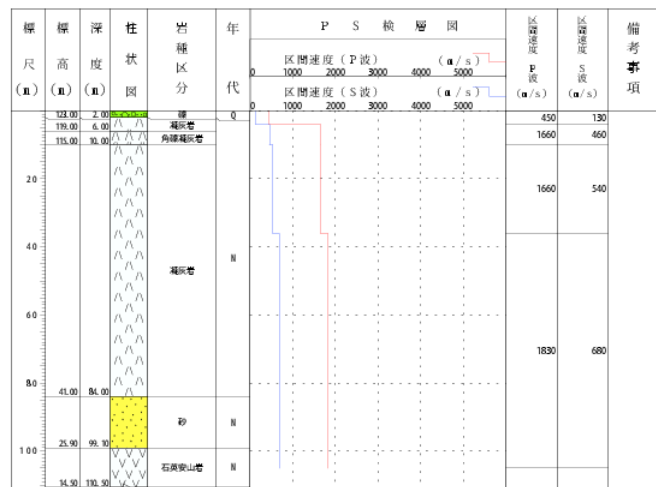 標尺(m) 標高(m) 深度(m) 柱状図 岩種区分 年代 PS検層図 区間速度 P波 (m/s) 区間速度 S波 (m/s) 備考事項
区間速度(P波) (m/s)
0 1000 2000 3000 4000 5000
区間速度(S波) (m/s)
0 1000 2000 3000 4000 5000
123.00 2.00 礫 Q 450 130
119.00 6.00 凝灰岩 1660 460
115.00 10.00 角礫凝灰岩
20 1660 540
40 凝灰岩 N
60
1830 680
80
41.00 84.00
砂 N
25.90 99.10
100
石英安山岩 N
14.50 110.50